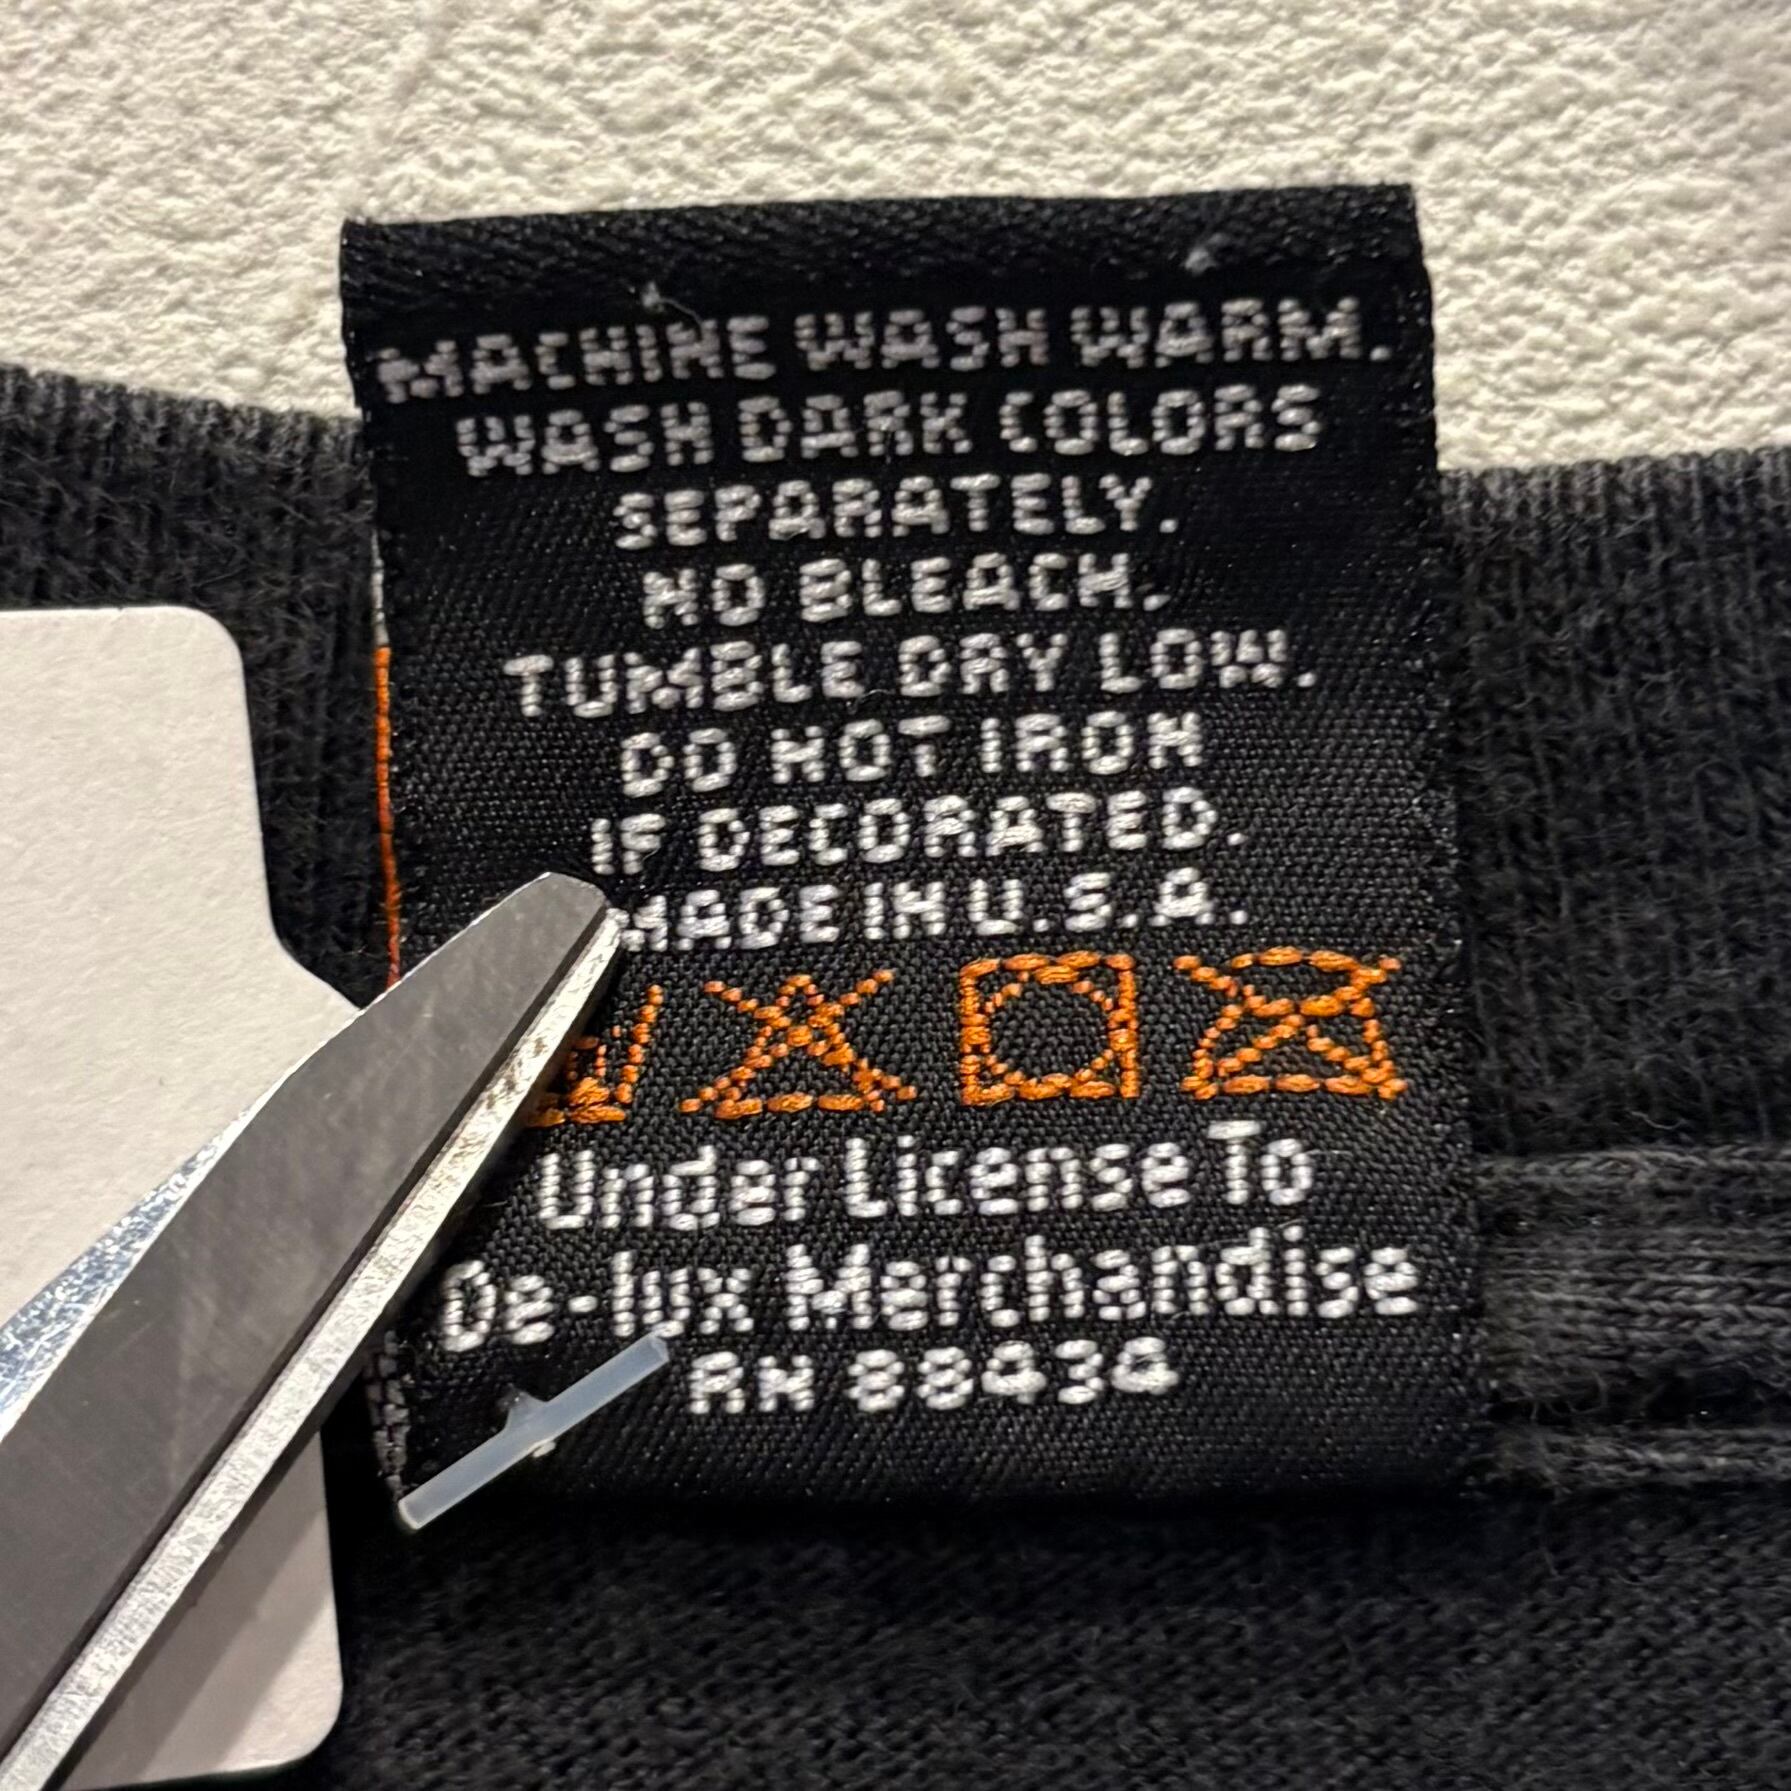 MACHINE WASH WARM.
WASH DARK COLORS
SEPARATELY.
NO BLEACH.
TUMBLE DRY LOW.
DO NOT IRON
IF DECORATED.
MADE IN U.S.A.
Under License To
De-lux Merchandise
RN 88434